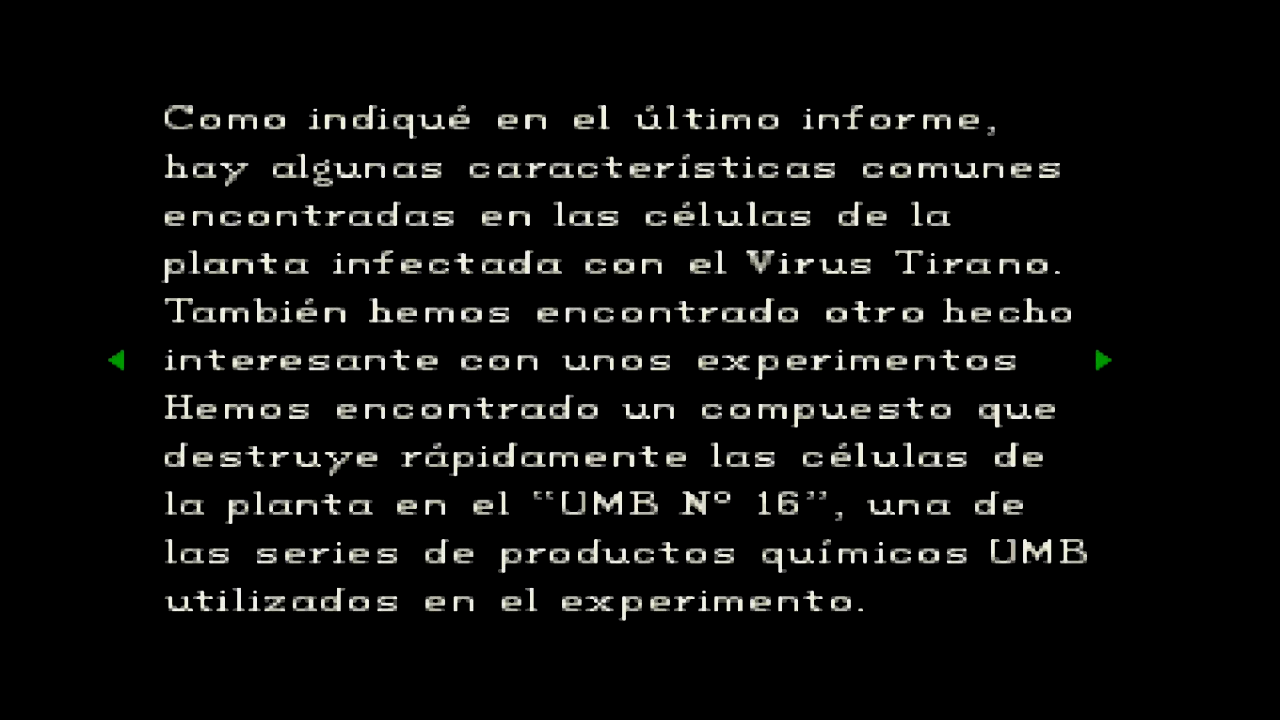 Como indiqué en el último informe,
hay algunas características comunes
encontradas en las células de la
planta infectada con el Virus Tirano.
También hemos encontrado otro hecho
interesante con unos experimentos
Hemos encontrado un compuesto que
destruye rápidamente las células de
la planta en el “UMB Nº 16”, una de
las series de productos químicos UMB
utilizados en el experimento.